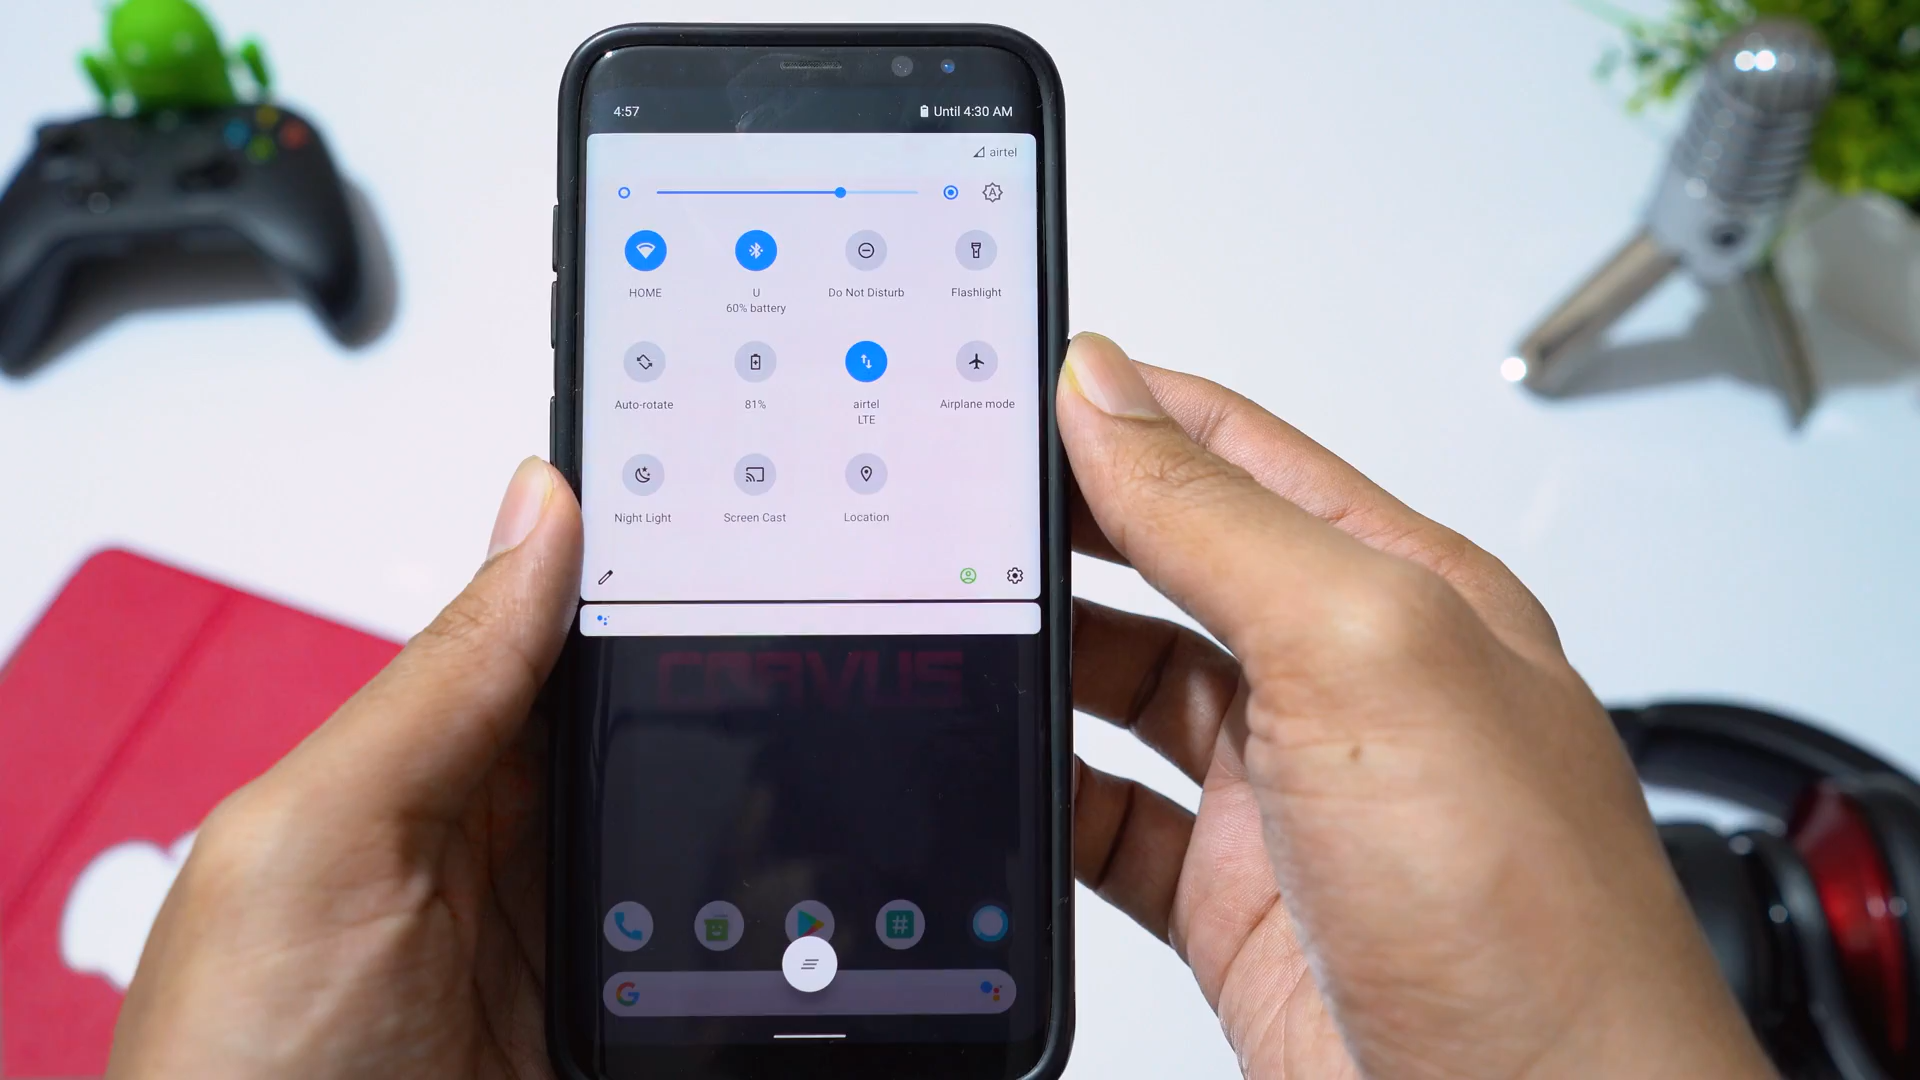 4:57
Until 4:30 AM
airtel
HOME
U
60% battery
Do Not Disturb
Flashlight
Auto-rotate
81%
airtel
LTE
Airplane mode
Night Light
Screen Cast
Location
CORVUS